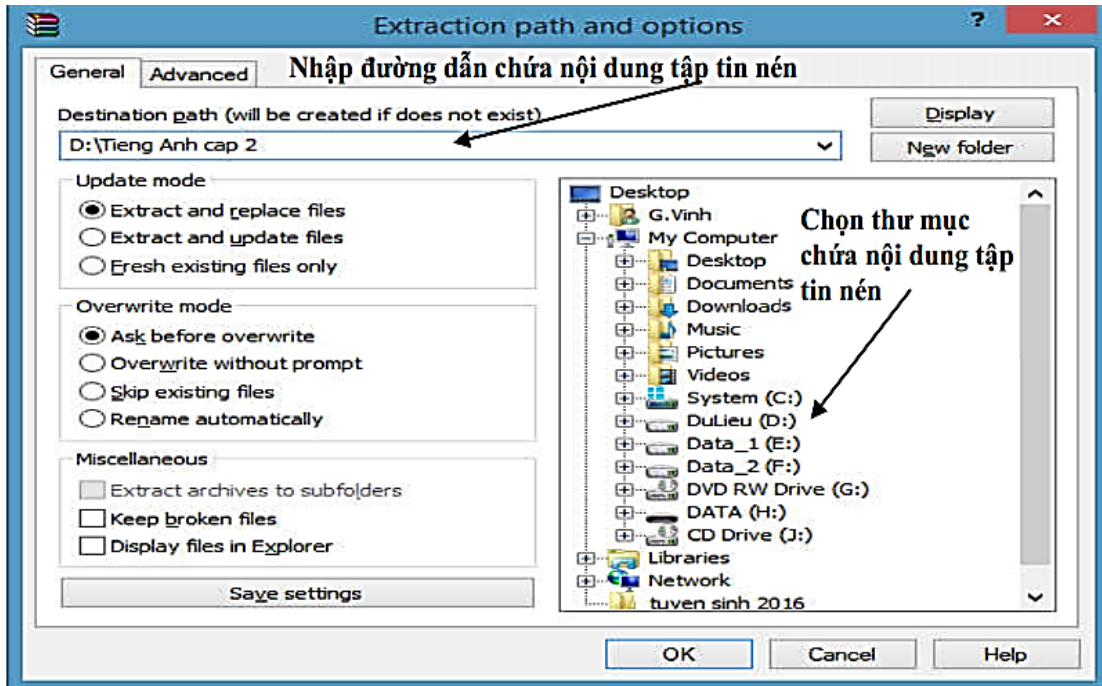 Extraction path and options
? ×
General Advanced
Nhập đường dẫn chứa nội dung tập tin nén
Destination path (will be created if does not exist)
Display
D:\Tieng Anh cap 2
New folder
Update mode
Extract and replace files
Extract and update files
Fresh existing files only
Overwrite mode
Ask before overwrite
Overwrite without prompt
Skip existing files
Rename automatically
Miscellaneous
Extract archives to subfolders
Keep broken files
Display files in Explorer
Save settings
Desktop
G.Vinh
My Computer
Desktop
Documents
Downloads
Music
Pictures
Videos
System (C:)
DuLieu (D:)
Data_1 (E:)
Data_2 (F:)
DVD RW Drive (G:)
DATA (H:)
CD Drive (J:)
Libraries
Network
tuyen sinh 2016
Chọn thư mục
chứa nội dung tập
tin nén
OK Cancel Help